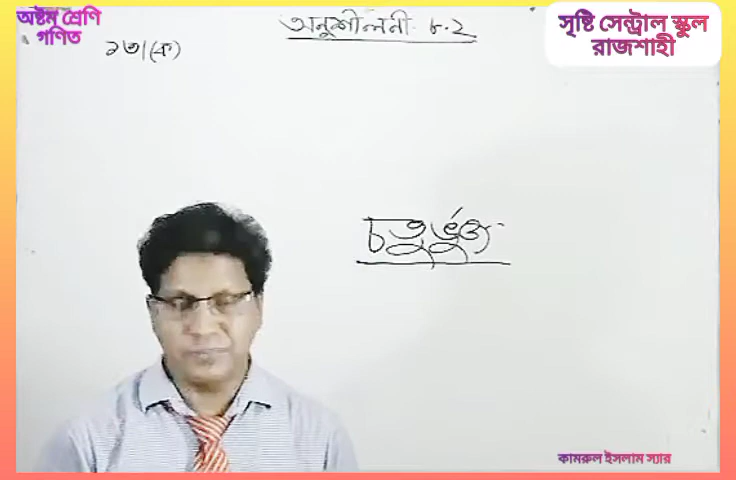 অষ্টম শ্রেণি
গণিত
অনুশীলনী ৮.২
সৃষ্টি সেন্ট্রাল স্কুল
রাজশাহী
১৩।(ক)
চতুর্ভুজ
কামরুল ইসলাম স্যার